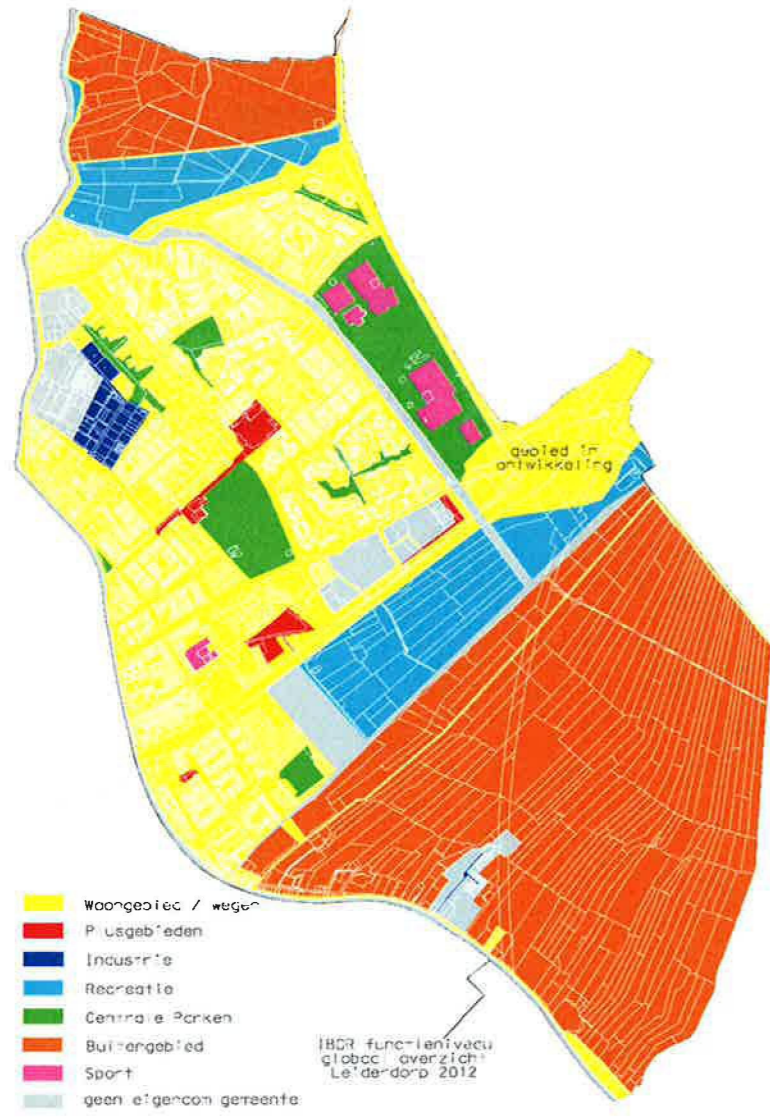 gebied in
ontwikkeling
Woongebied / wegen
Plusgebieden
Industrie
Recreatie
Centrale Parken
Buitengebied
Sport
geen eigendom gemeente
IBOR functieniveau
globaal overzicht
Leiderdorp 2012